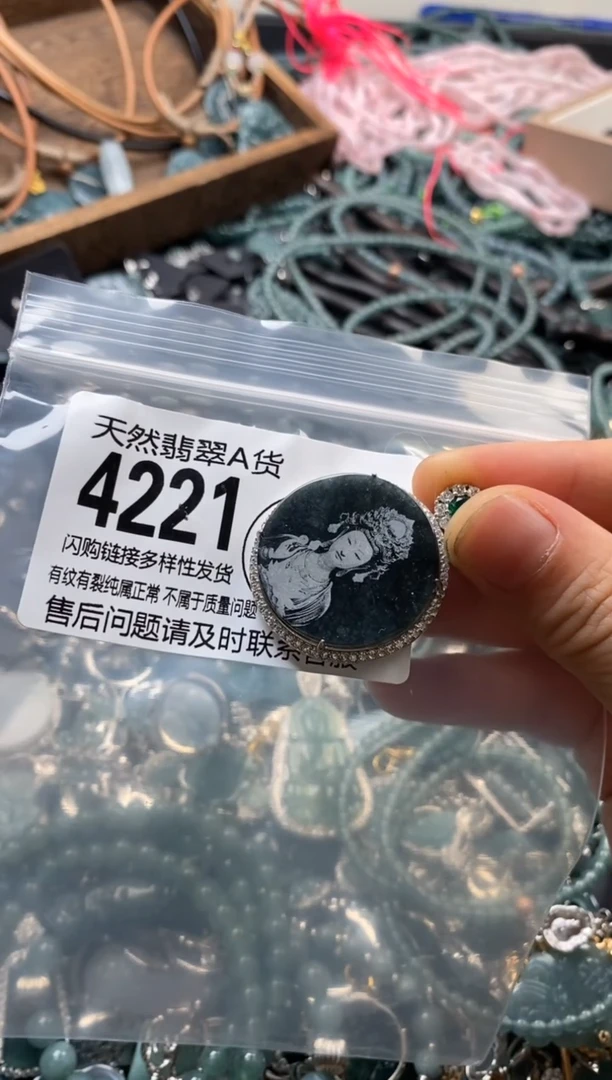 天然翡翠A货
4221
闪购链接多样性发货
有纹有裂纯属正常 不属于质量问题
售后问题请及时联系客服